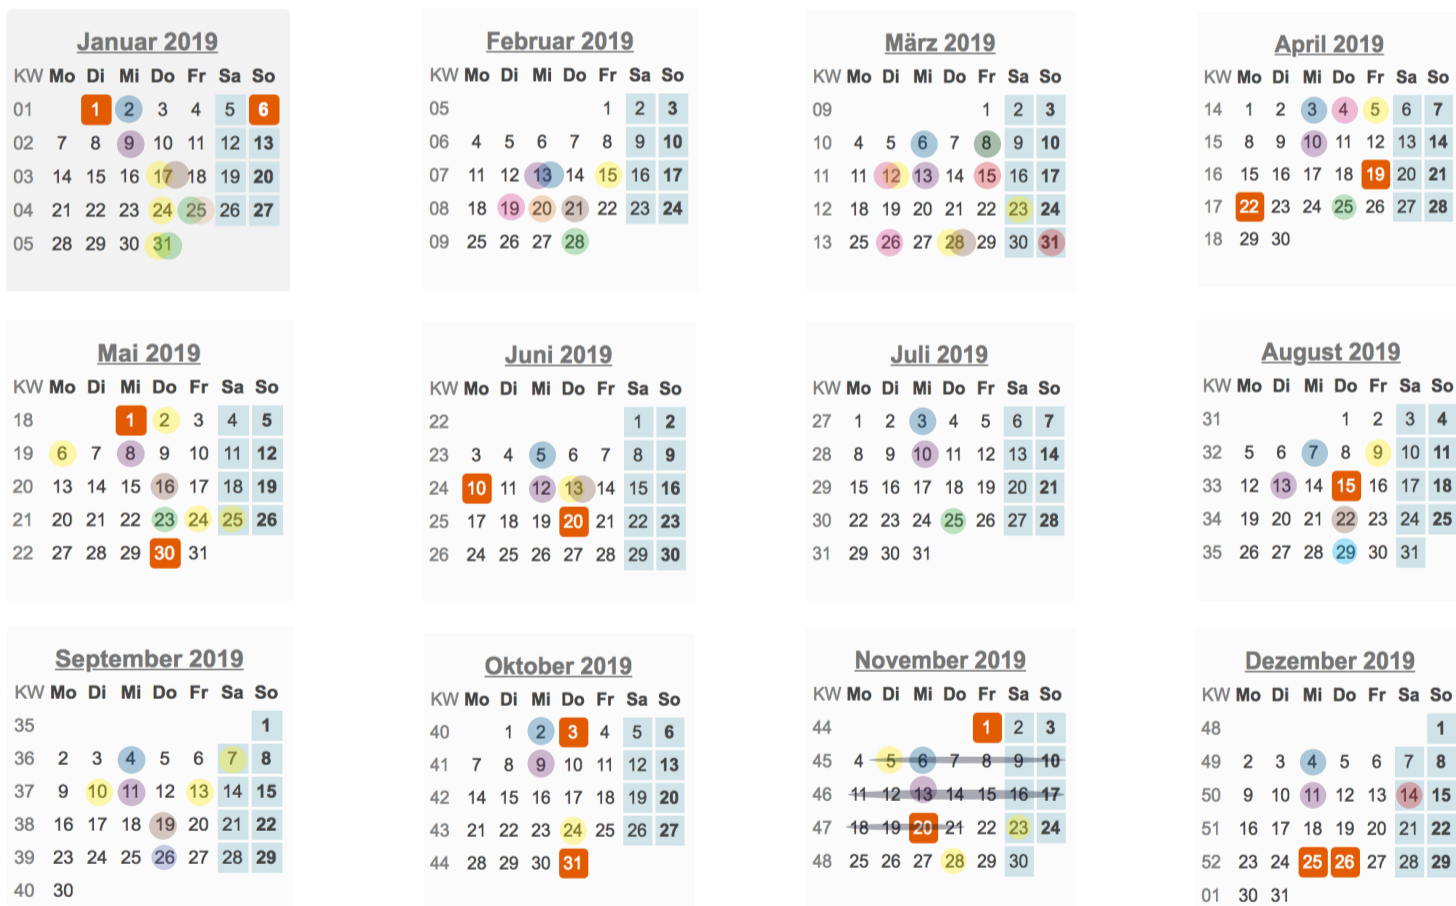 Januar 2019
KW Mo Di Mi Do Fr Sa So
01 1 2 3 4 5 6
02 7 8 9 10 11 12 13
03 14 15 16 17 18 19 20
04 21 22 23 24 25 26 27
05 28 29 30 31
Februar 2019
KW Mo Di Mi Do Fr Sa So
05 1 2 3
06 4 5 6 7 8 9 10
07 11 12 13 14 15 16 17
08 18 19 20 21 22 23 24
09 25 26 27 28
März 2019
KW Mo Di Mi Do Fr Sa So
09 1 2 3
10 4 5 6 7 8 9 10
11 11 12 13 14 15 16 17
12 18 19 20 21 22 23 24
13 25 26 27 28 29 30 31
April 2019
KW Mo Di Mi Do Fr Sa So
14 1 2 3 4 5 6 7
15 8 9 10 11 12 13 14
16 15 16 17 18 19 20 21
17 22 23 24 25 26 27 28
18 29 30
Mai 2019
KW Mo Di Mi Do Fr Sa So
18 1 2 3 4 5
19 6 7 8 9 10 11 12
20 13 14 15 16 17 18 19
21 20 21 22 23 24 25 26
22 27 28 29 30 31
Juni 2019
KW Mo Di Mi Do Fr Sa So
22 1 2
23 3 4 5 6 7 8 9
24 10 11 12 13 14 15 16
25 17 18 19 20 21 22 23
26 24 25 26 27 28 29 30
Juli 2019
KW Mo Di Mi Do Fr Sa So
27 1 2 3 4 5 6 7
28 8 9 10 11 12 13 14
29 15 16 17 18 19 20 21
30 22 23 24 25 26 27 28
31 29 30 31
August 2019
KW Mo Di Mi Do Fr Sa So
31 1 2 3 4
32 5 6 7 8 9 10 11
33 12 13 14 15 16 17 18
34 19 20 21 22 23 24 25
35 26 27 28 29 30 31
September 2019
KW Mo Di Mi Do Fr Sa So
35 1
36 2 3 4 5 6 7 8
37 9 10 11 12 13 14 15
38 16 17 18 19 20 21 22
39 23 24 25 26 27 28 29
40 30
Oktober 2019
KW Mo Di Mi Do Fr Sa So
40 1 2 3 4 5 6
41 7 8 9 10 11 12 13
42 14 15 16 17 18 19 20
43 21 22 23 24 25 26 27
44 28 29 30 31
November 2019
KW Mo Di Mi Do Fr Sa So
44 1 2 3
45 4 5 6 7 8 9 10
46 11 12 13 14 15 16 17
47 18 19 20 21 22 23 24
48 25 26 27 28 29 30
Dezember 2019
KW Mo Di Mi Do Fr Sa So
48 1
49 2 3 4 5 6 7 8
50 9 10 11 12 13 14 15
51 16 17 18 19 20 21 22
52 23 24 25 26 27 28 29
01 30 31